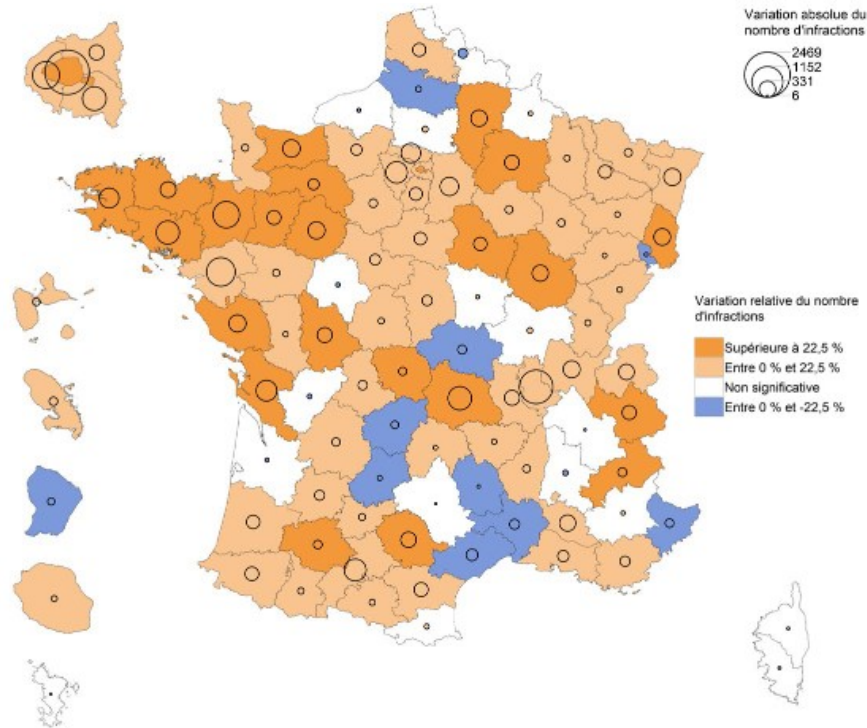 Variation absolue du
nombre d'infractions
2469
1152
331
6
Variation relative du nombre
d'infractions
Supérieure à 22,5 %
Entre 0 % et 22,5 %
Non significative
Entre 0 % et -22,5 %